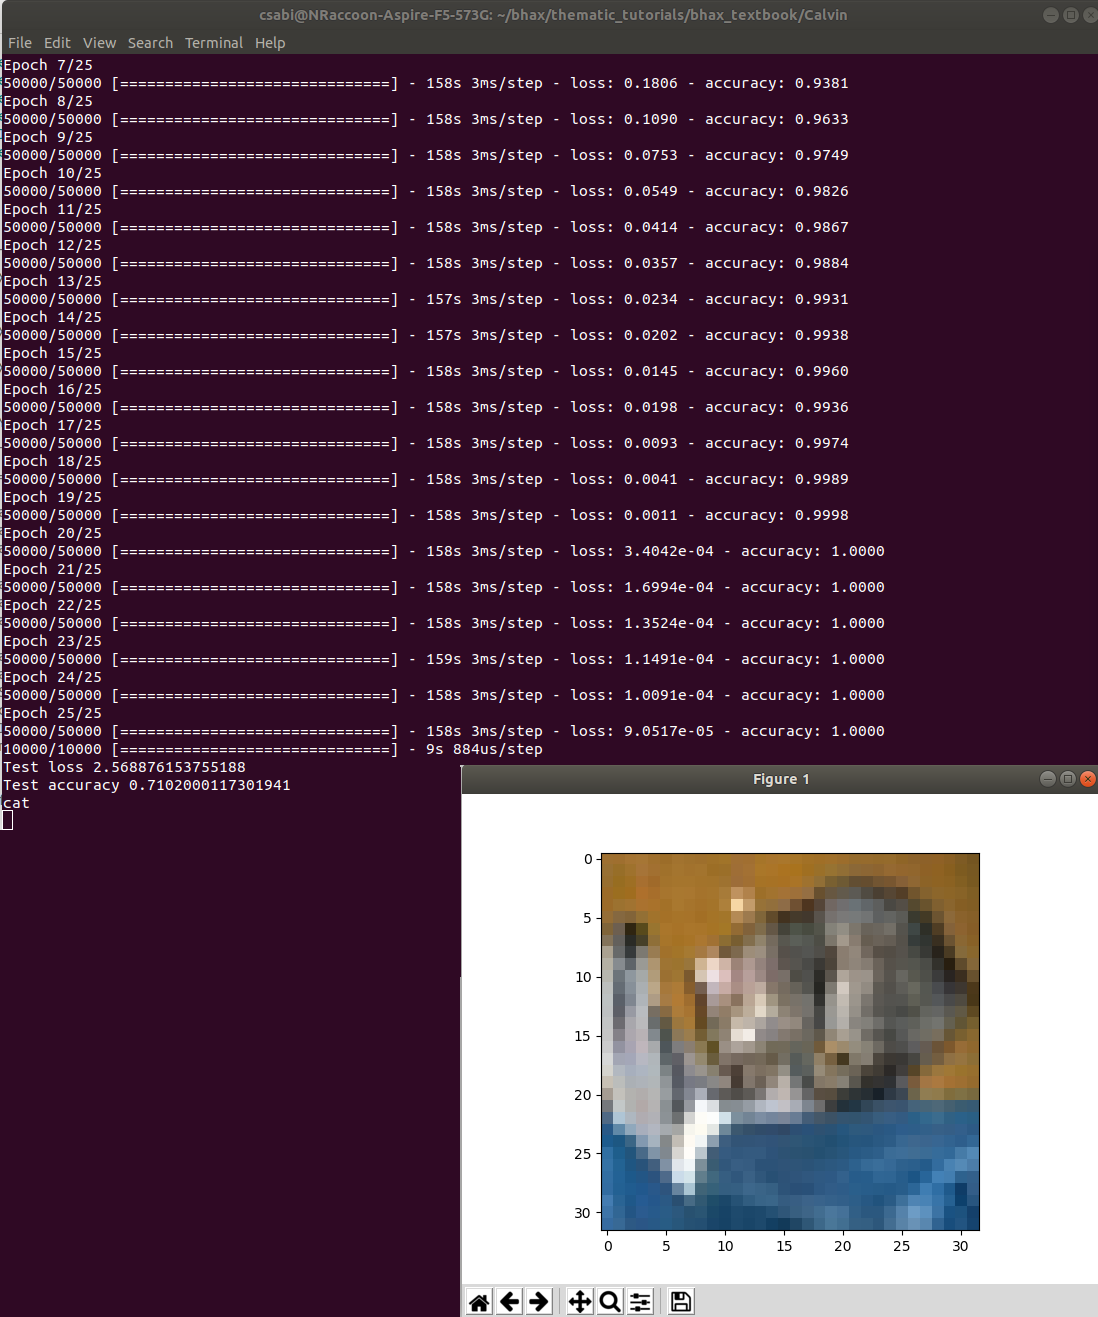 csabi@NRaccoon-Aspire-F5-573G: ~/bhax/thematic_tutorials/bhax_textbook/Calvin
File Edit View Search Terminal Help
Epoch 7/25
50000/50000 [==============================] - 158s 3ms/step - loss: 0.1806 - accuracy: 0.9381
Epoch 8/25
50000/50000 [==============================] - 158s 3ms/step - loss: 0.1090 - accuracy: 0.9633
Epoch 9/25
50000/50000 [==============================] - 158s 3ms/step - loss: 0.0753 - accuracy: 0.9749
Epoch 10/25
50000/50000 [==============================] - 158s 3ms/step - loss: 0.0549 - accuracy: 0.9826
Epoch 11/25
50000/50000 [==============================] - 158s 3ms/step - loss: 0.0414 - accuracy: 0.9867
Epoch 12/25
50000/50000 [==============================] - 158s 3ms/step - loss: 0.0357 - accuracy: 0.9884
Epoch 13/25
50000/50000 [==============================] - 157s 3ms/step - loss: 0.0234 - accuracy: 0.9931
Epoch 14/25
50000/50000 [==============================] - 157s 3ms/step - loss: 0.0202 - accuracy: 0.9938
Epoch 15/25
50000/50000 [==============================] - 158s 3ms/step - loss: 0.0145 - accuracy: 0.9960
Epoch 16/25
50000/50000 [==============================] - 158s 3ms/step - loss: 0.0198 - accuracy: 0.9936
Epoch 17/25
50000/50000 [==============================] - 158s 3ms/step - loss: 0.0093 - accuracy: 0.9974
Epoch 18/25
50000/50000 [==============================] - 158s 3ms/step - loss: 0.0041 - accuracy: 0.9989
Epoch 19/25
50000/50000 [==============================] - 158s 3ms/step - loss: 0.0011 - accuracy: 0.9998
Epoch 20/25
50000/50000 [==============================] - 158s 3ms/step - loss: 3.4042e-04 - accuracy: 1.0000
Epoch 21/25
50000/50000 [==============================] - 158s 3ms/step - loss: 1.6994e-04 - accuracy: 1.0000
Epoch 22/25
50000/50000 [==============================] - 158s 3ms/step - loss: 1.3524e-04 - accuracy: 1.0000
Epoch 23/25
50000/50000 [==============================] - 159s 3ms/step - loss: 1.1491e-04 - accuracy: 1.0000
Epoch 24/25
50000/50000 [==============================] - 158s 3ms/step - loss: 1.0091e-04 - accuracy: 1.0000
Epoch 25/25
50000/50000 [==============================] - 158s 3ms/step - loss: 9.0517e-05 - accuracy: 1.0000
10000/10000 [==============================] - 9s 884us/step
Test loss 2.568876153755188
Test accuracy 0.7102000117301941
cat
Figure 1
0
5
10
15
20
25
30
0 5 10 15 20 25 30